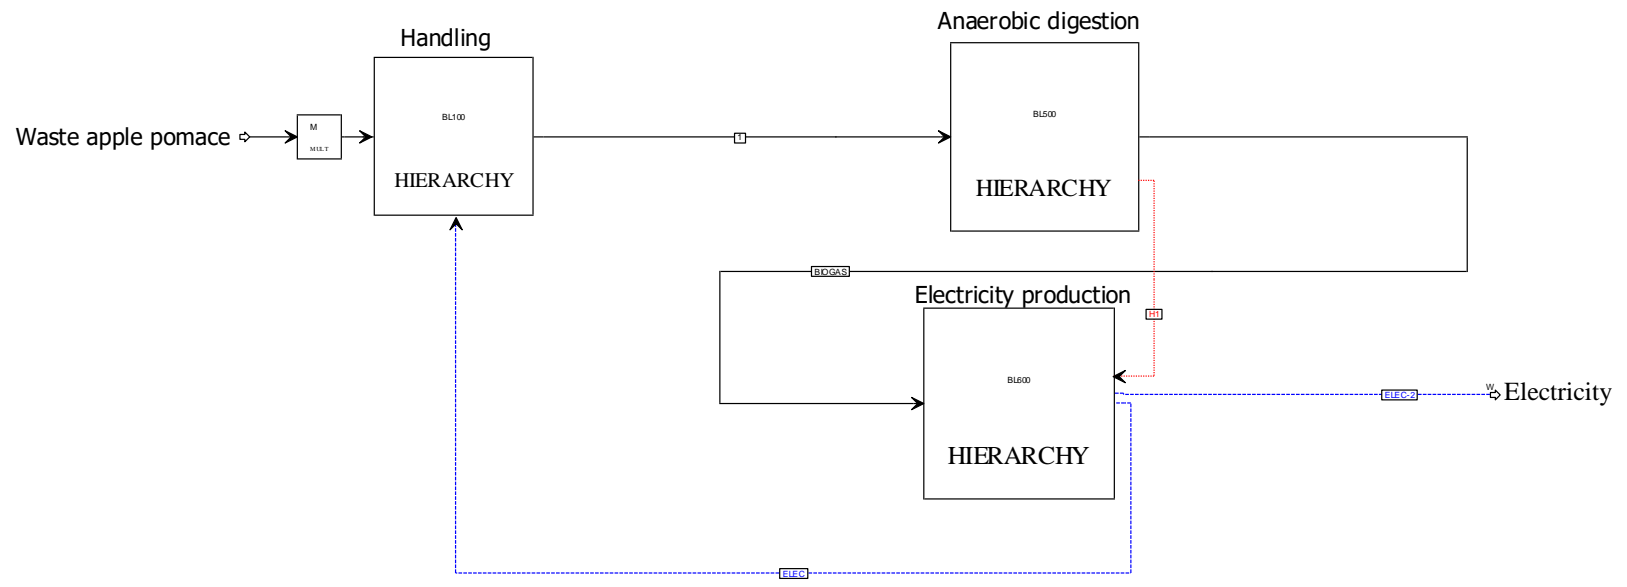 Anaerobic digestion
Handling
BL100
HIERARCHY
BL500
HIERARCHY
Waste apple pomace
M
MULT
1
BIOGAS
Electricity production
H1
BL600
HIERARCHY
ELEC-2
W
Electricity
ELEC